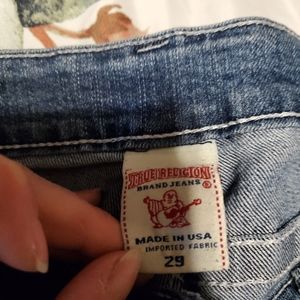 TRUE RELIGION
BRAND JEANS ®
MADE IN USA
IMPORTED FABRIC
29